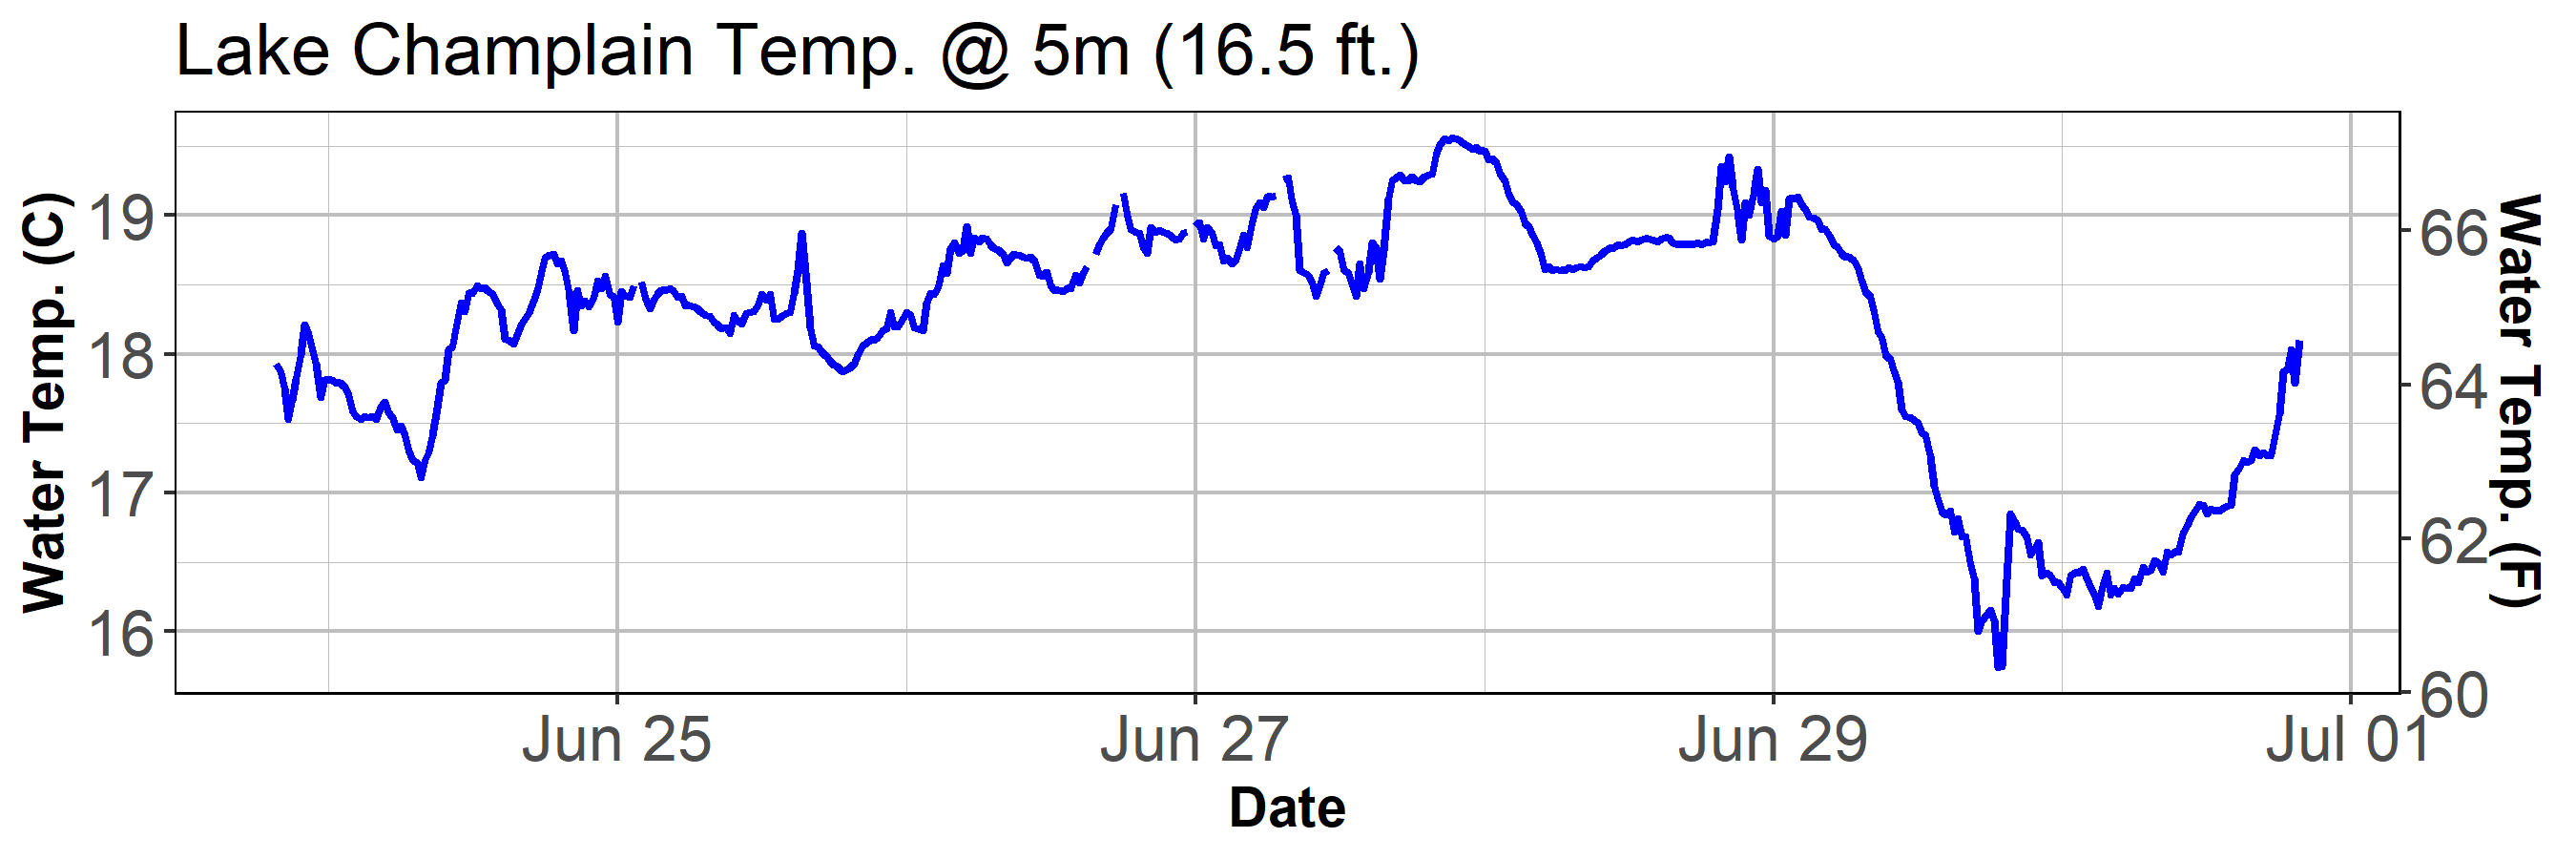 Lake Champlain Temp. @ 5m (16.5 ft.)
Water Temp. (C)
19
18
17
16
66
64
62
60
Water Temp. (F)
Jun 25
Jun 27
Jun 29
Jul 01
Date